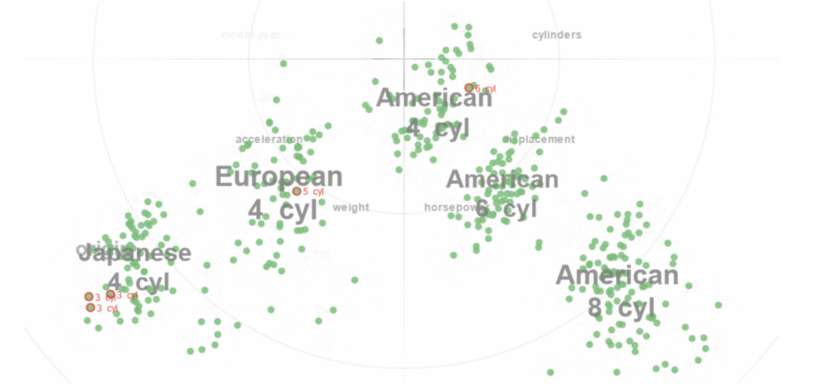 model year
cylinders
6 cyl
American
4 cyl
acceleration
displacement
European
4 cyl
5 cyl
American
6 cyl
weight
horsepower
origin
Japanese
4 cyl
3 cyl
3 cyl
3 cyl
American
8 cyl